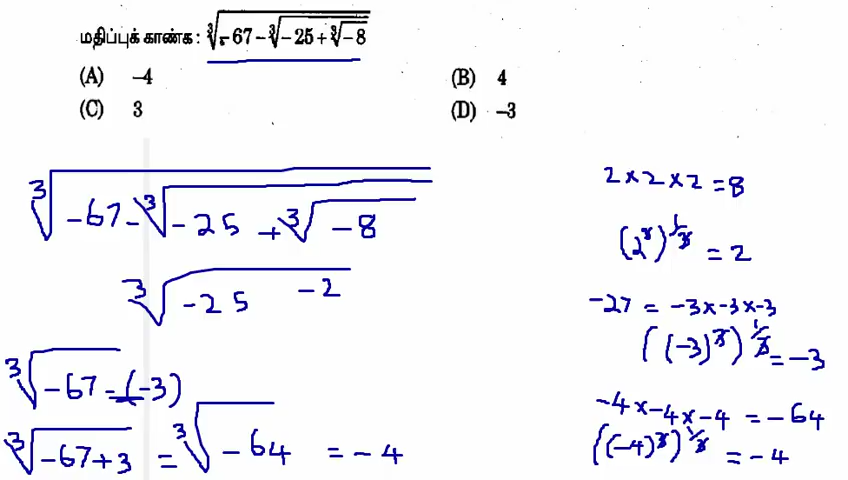 மதிப்புக் காண்க : ∛(-67-∛(-25+∛-8))
(A) -4 (B) 4
(C) 3 (D) -3
∛(-67-∛(-25+∛-8))
∛(-25 -2)
∛(-67-(-3))
∛(-67+3) = ∛-64 = -4
2×2×2 = 8
(2³)^(1/3) = 2
-27 = -3×-3×-3
((-3)³)^(1/3) = -3
-4×-4×-4 = -64
((-4)³)^(1/3) = -4